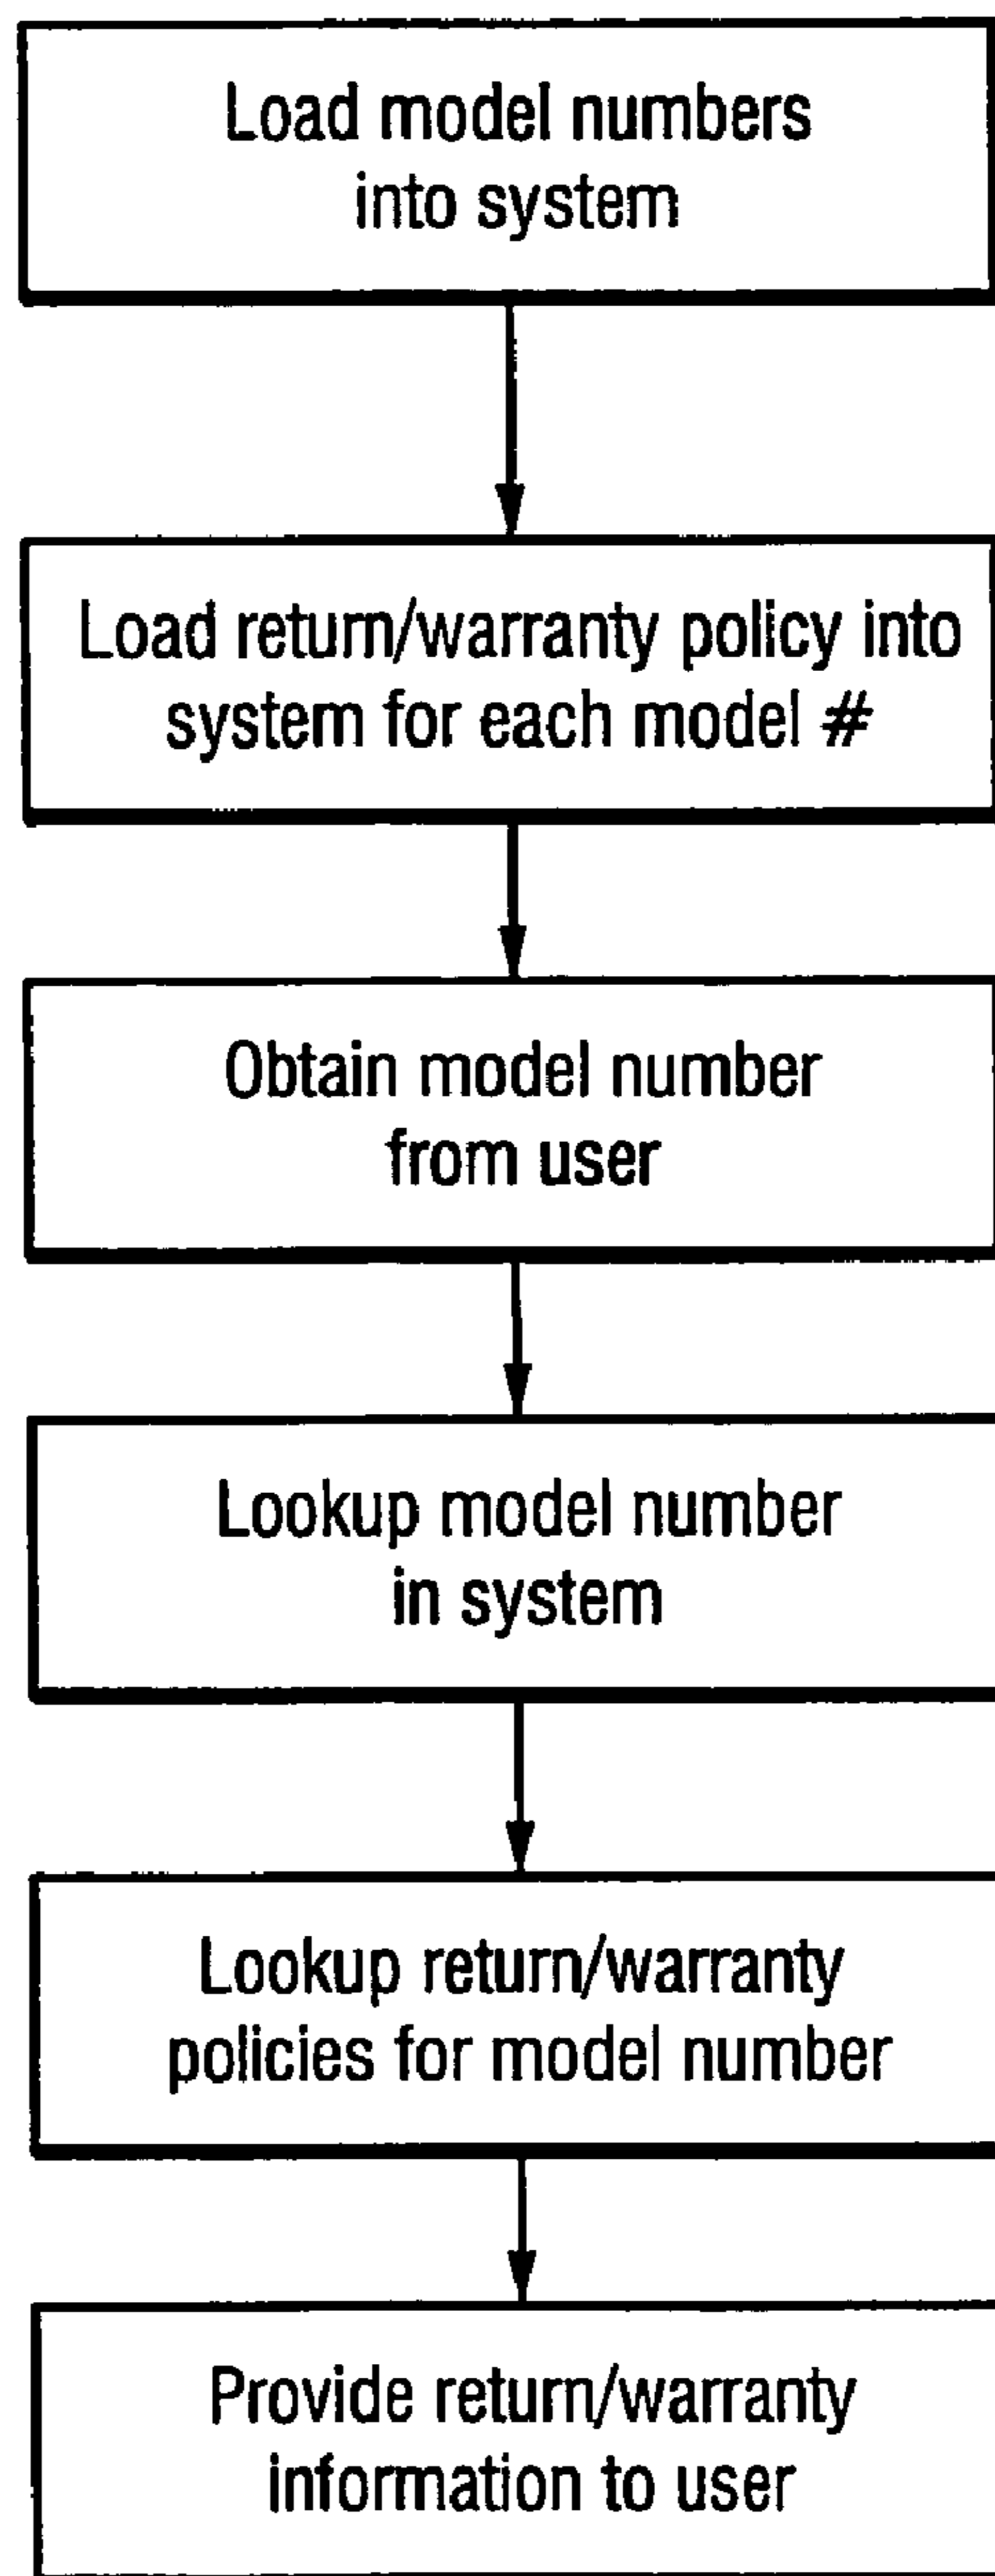 Load model numbers
into system
Load return/warranty policy into
system for each model #
Obtain model number
from user
Lookup model number
in system
Lookup return/warranty
policies for model number
Provide return/warranty
information to user